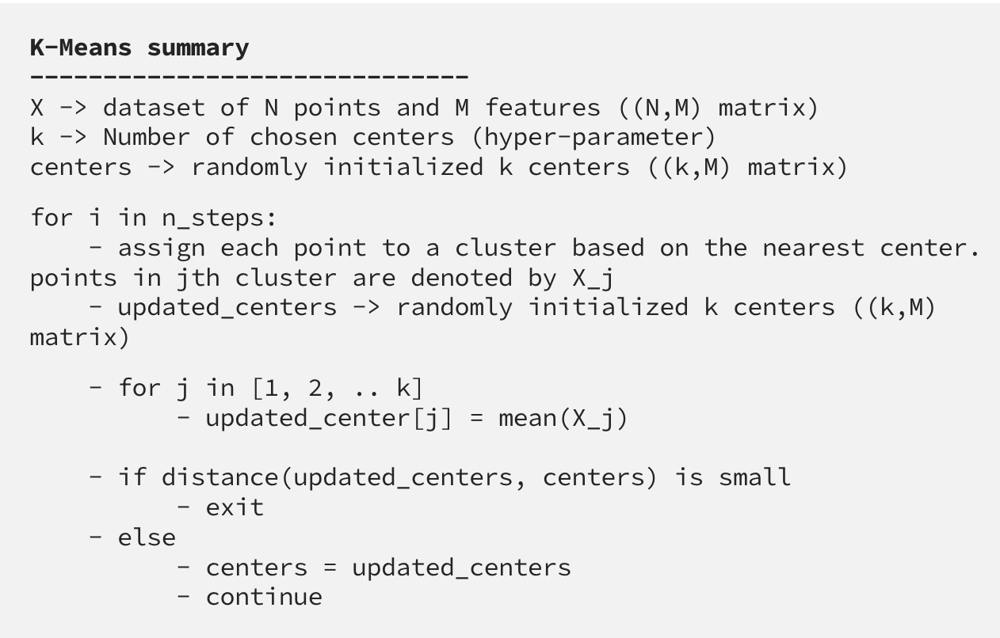 K-Means summary
------------------------------
X -> dataset of N points and M features ((N,M) matrix)
k -> Number of chosen centers (hyper-parameter)
centers -> randomly initialized k centers ((k,M) matrix)
for i in n_steps:
    - assign each point to a cluster based on the nearest center.
points in jth cluster are denoted by X_j
    - updated_centers -> randomly initialized k centers ((k,M)
matrix)
    - for j in [1, 2, .. k]
          - updated_center[j] = mean(X_j)
    - if distance(updated_centers, centers) is small
          - exit
    - else
          - centers = updated_centers
          - continue